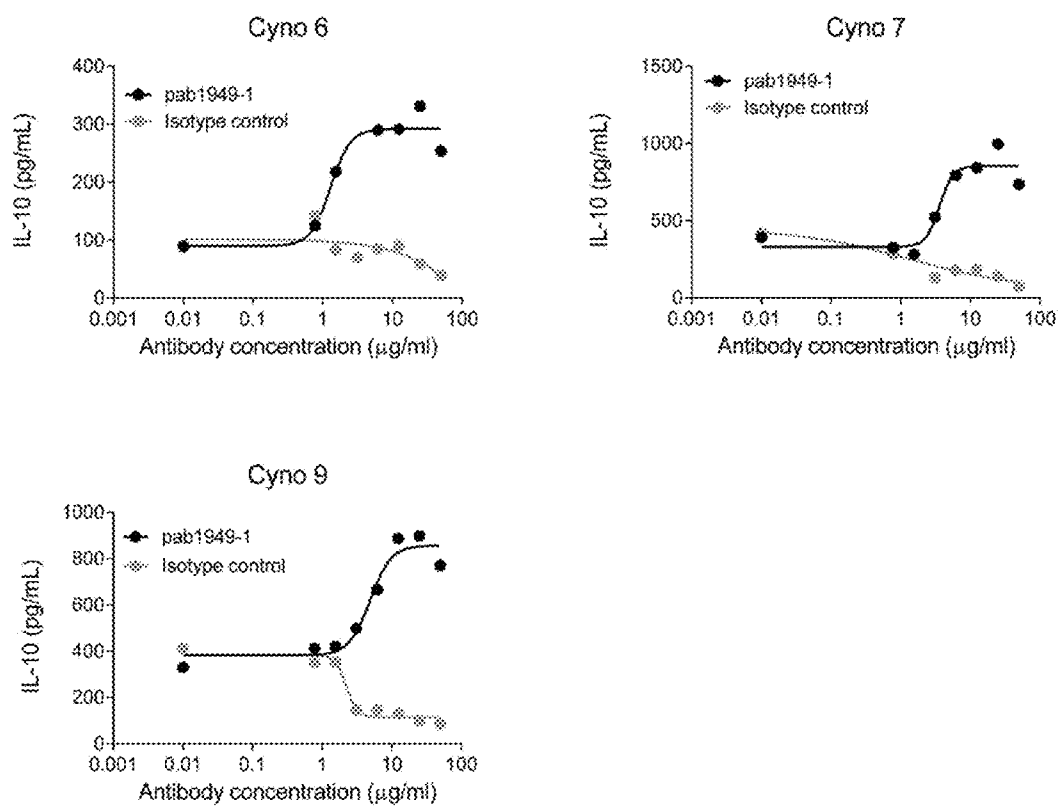 Cyno 6
400
300
200
100
0
IL-10 (pg/mL)
pab1949-1
Isotype control
0.001 0.01 0.1 1 10 100
Antibody concentration (μg/ml)
Cyno 7
1500
1000
500
0
IL-10 (pg/mL)
pab1949-1
Isotype control
0.001 0.01 0.1 1 10 100
Antibody concentration (μg/ml)
Cyno 9
1000
800
600
400
200
0
IL-10 (pg/mL)
pab1949-1
Isotype control
0.001 0.01 0.1 1 10 100
Antibody concentration (μg/ml)